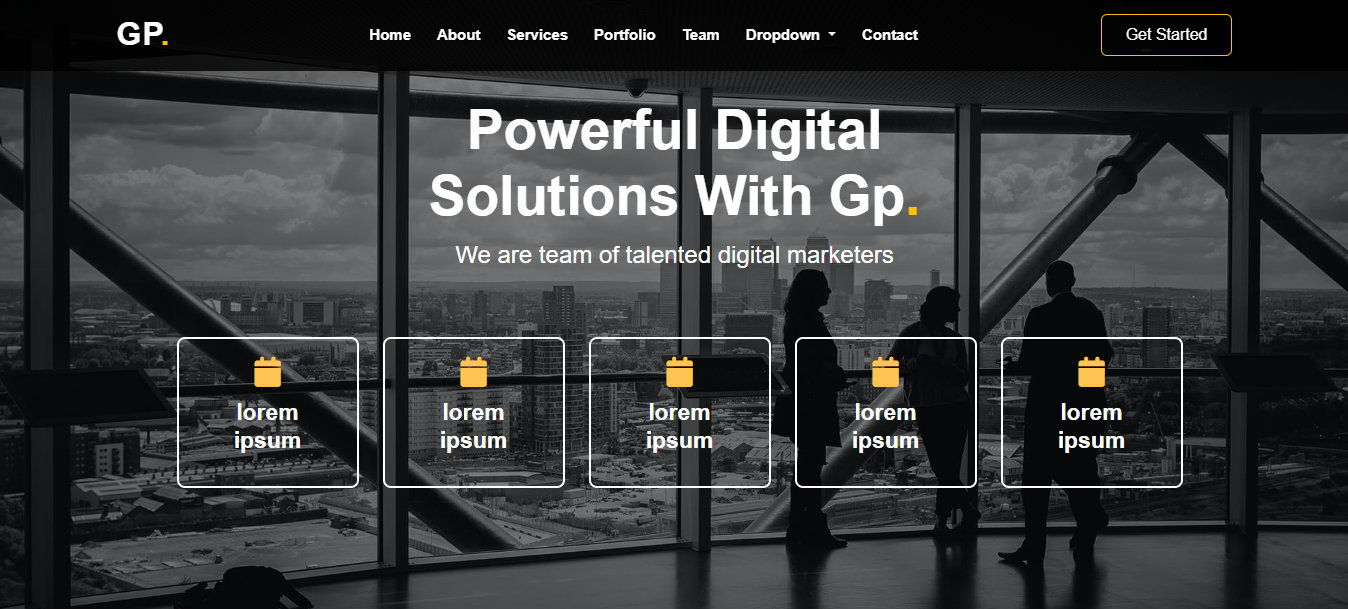 GP.
Home About Services Portfolio Team Dropdown Contact
Get Started
Powerful Digital
Solutions With Gp.
We are team of talented digital marketers
lorem
ipsum
lorem
ipsum
lorem
ipsum
lorem
ipsum
lorem
ipsum